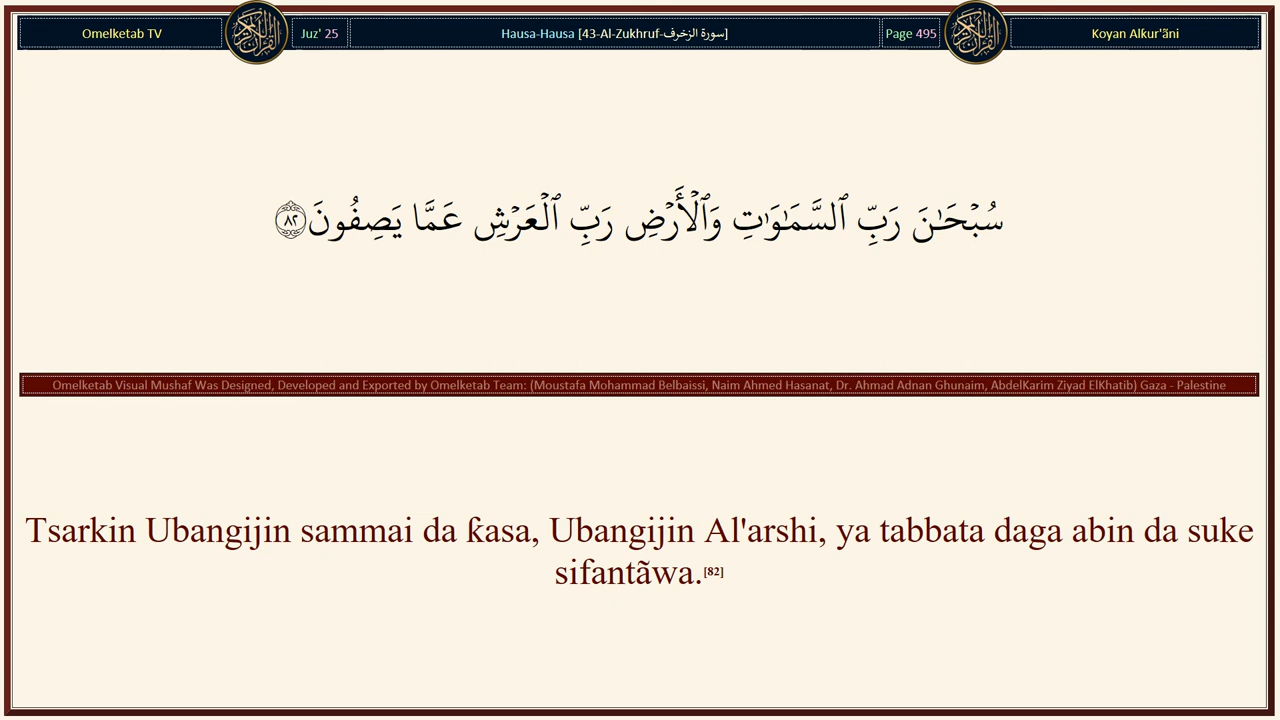 Omelketab TV
Juz' 25
Hausa-Hausa [43-Al-Zukhruf-سورة الزخرف]
Page 495
Koyan Alƙur'ãni
سُبۡحَـٰنَ رَبِّ ٱلسَّمَـٰوَٰتِ وَٱلۡأَرۡضِ رَبِّ ٱلۡعَرۡشِ عَمَّا يَصِفُونَ ٨٢
Omelketab Visual Mushaf Was Designed, Developed and Exported by Omelketab Team: (Moustafa Mohammad Belbaissi, Naim Ahmed Hasanat, Dr. Ahmad Adnan Ghunaim, AbdelKarim Ziyad ElKhatib) Gaza - Palestine
Tsarkin Ubangijin sammai da ƙasa, Ubangijin Al'arshi, ya tabbata daga abin da suke
sifantãwa.[82]